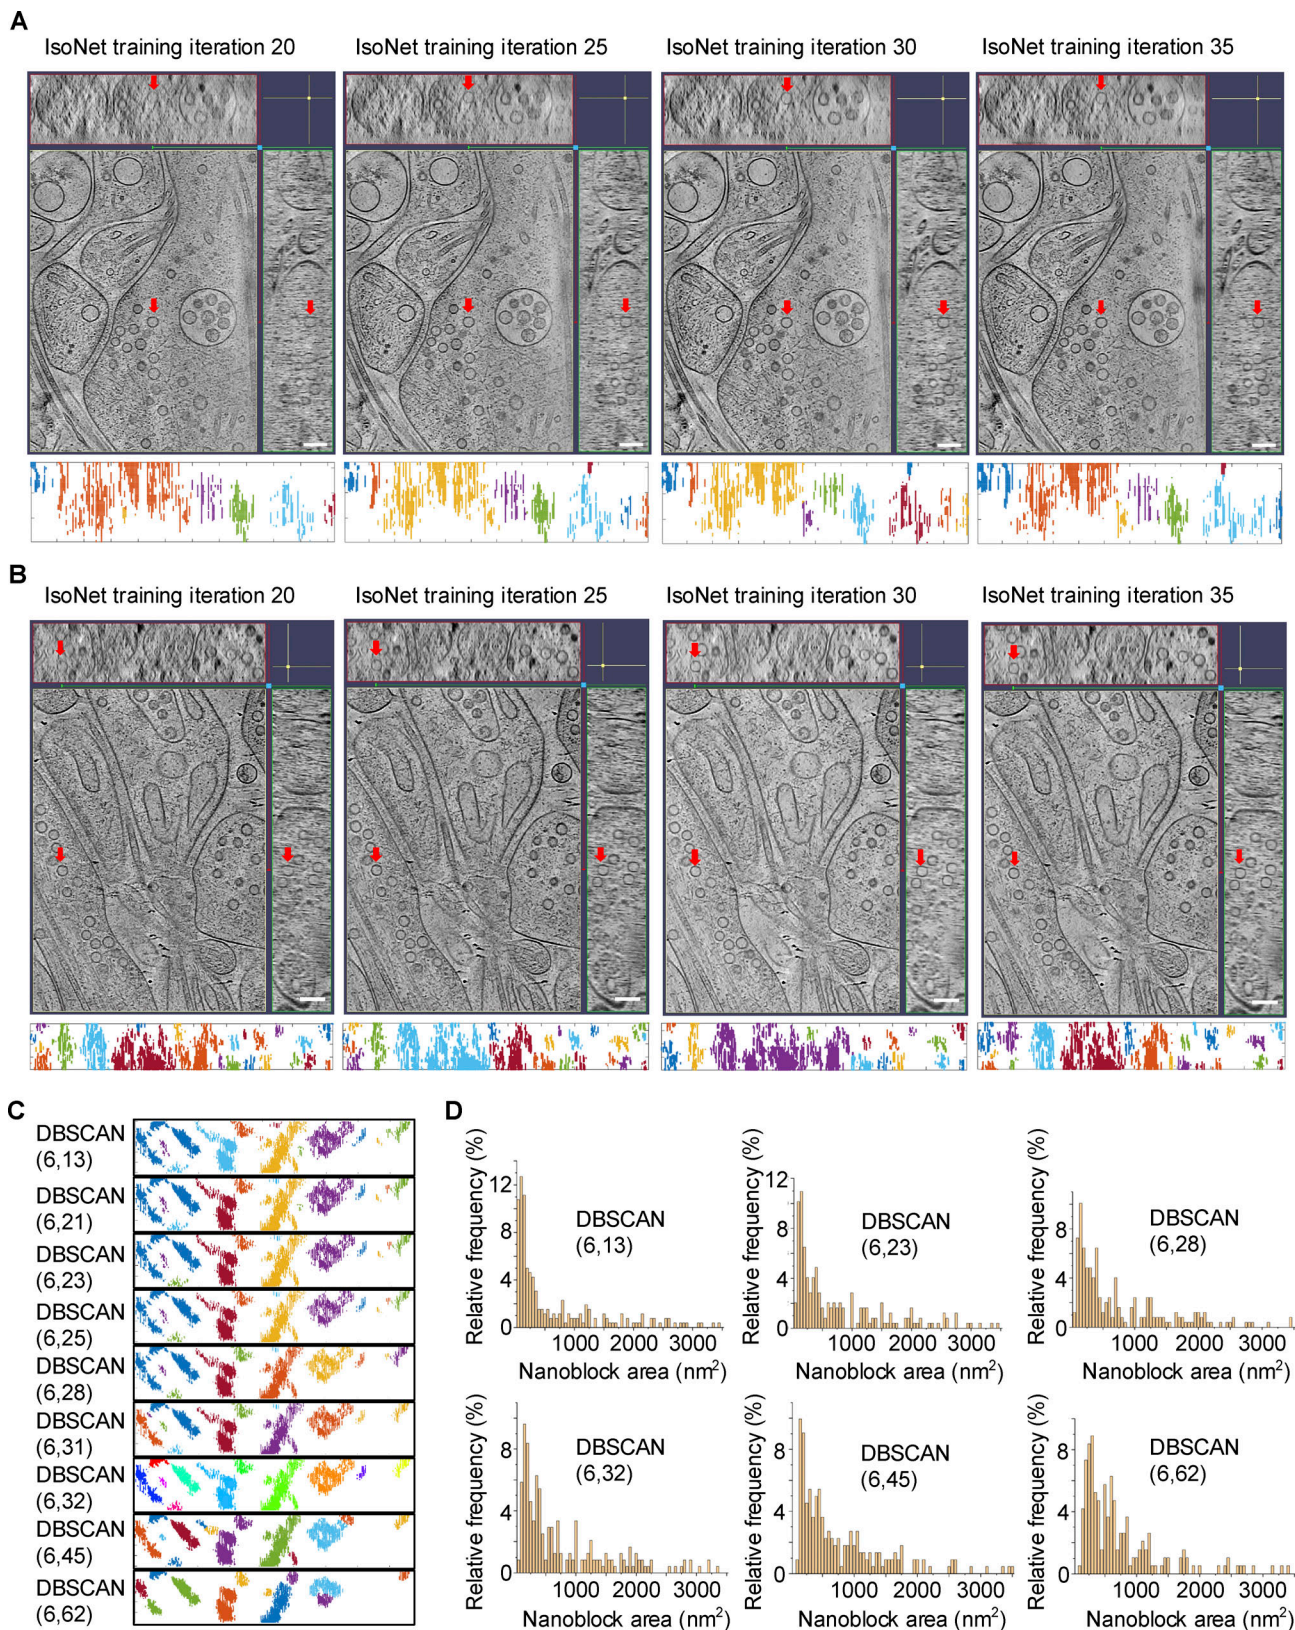 A
IsoNet training iteration 20
IsoNet training iteration 25
IsoNet training iteration 30
IsoNet training iteration 35
B
IsoNet training iteration 20
IsoNet training iteration 25
IsoNet training iteration 30
IsoNet training iteration 35
C
DBSCAN
(6,13)
DBSCAN
(6,21)
DBSCAN
(6,23)
DBSCAN
(6,25)
DBSCAN
(6,28)
DBSCAN
(6,31)
DBSCAN
(6,32)
DBSCAN
(6,45)
DBSCAN
(6,62)
D
Relative frequency (%)
12
8
4
0
DBSCAN
(6,13)
1000 2000 3000
Nanoblock area (nm²)
Relative frequency (%)
12
8
4
0
DBSCAN
(6,23)
1000 2000 3000
Nanoblock area (nm²)
Relative frequency (%)
8
4
0
DBSCAN
(6,28)
1000 2000 3000
Nanoblock area (nm²)
Relative frequency (%)
8
4
0
DBSCAN
(6,32)
1000 2000 3000
Nanoblock area (nm²)
Relative frequency (%)
8
4
0
DBSCAN
(6,45)
1000 2000 3000
Nanoblock area (nm²)
Relative frequency (%)
8
4
0
DBSCAN
(6,62)
1000 2000 3000
Nanoblock area (nm²)